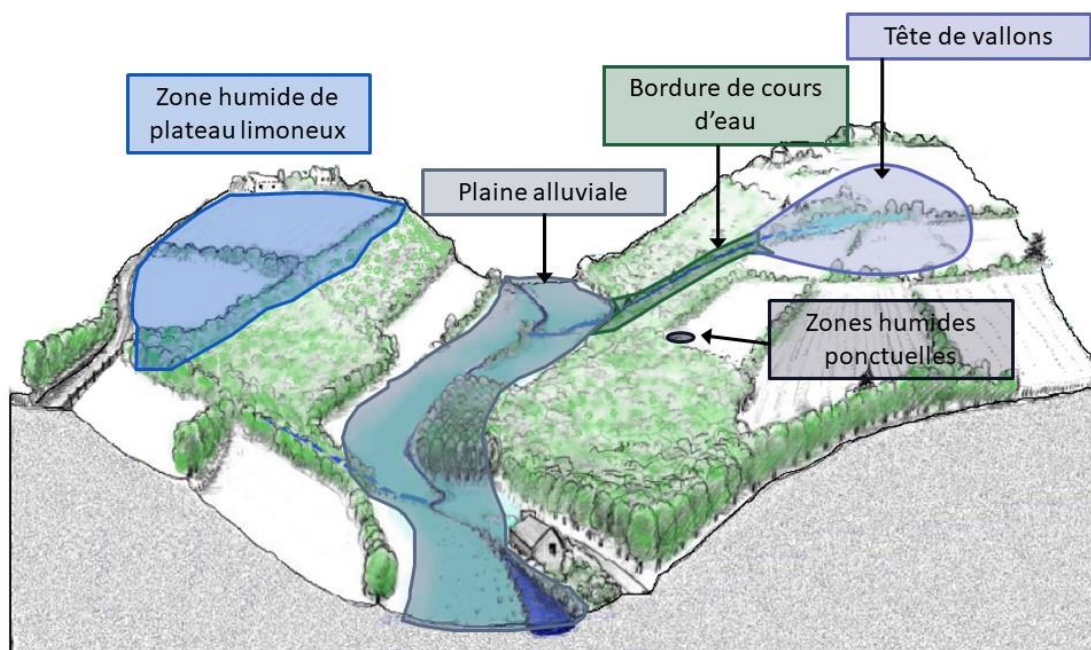 Tête de vallons
Zone humide de
plateau limoneux
Bordure de cours
d’eau
Plaine alluviale
Zones humides
ponctuelles